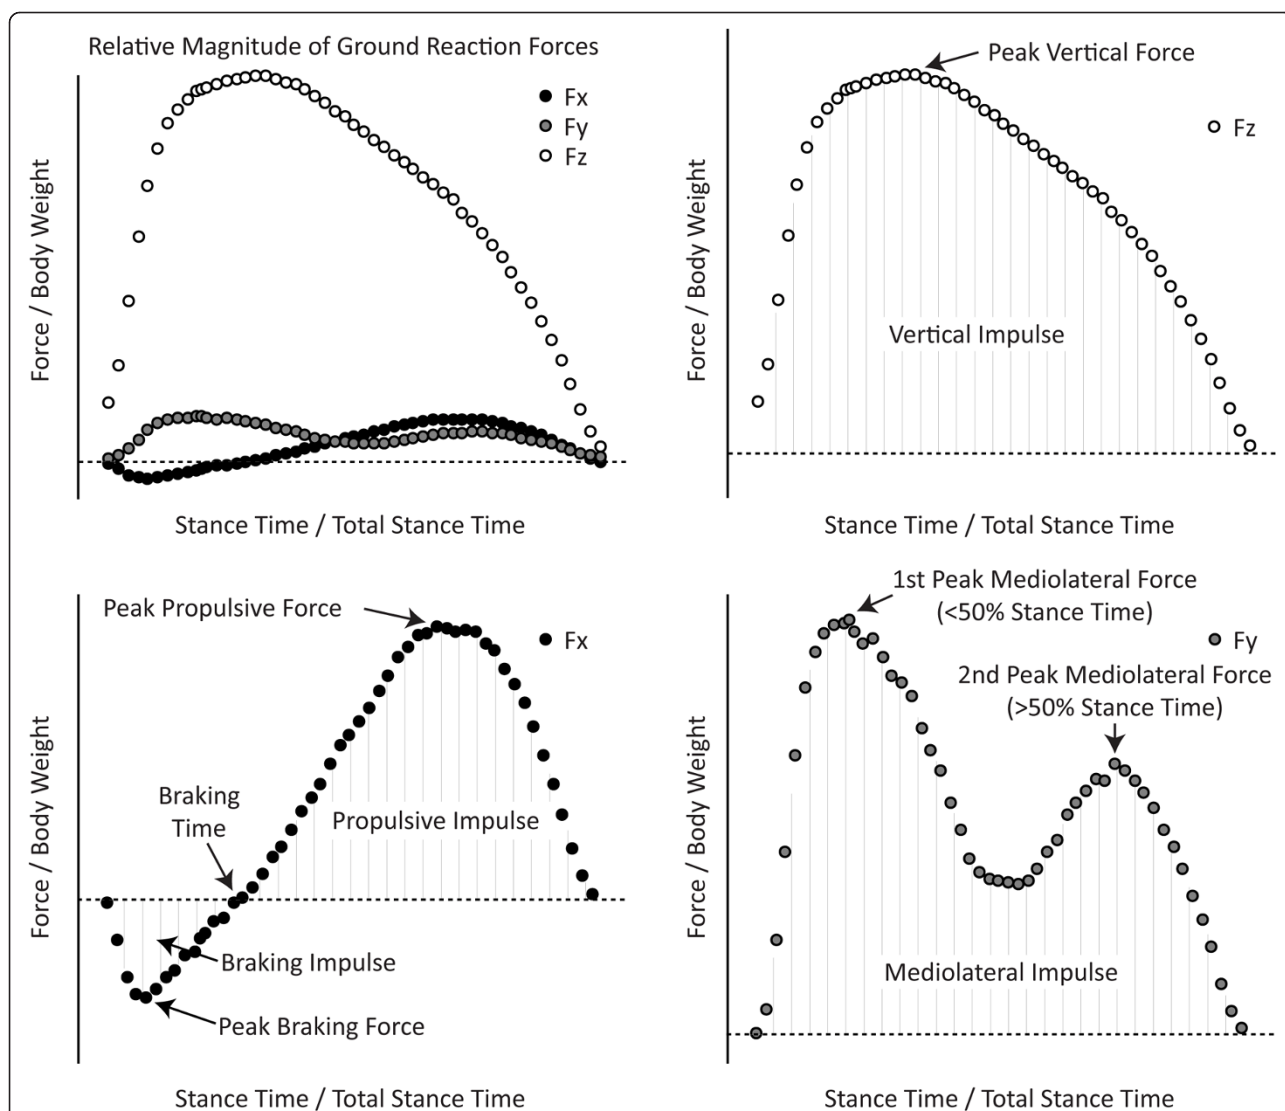 Relative Magnitude of Ground Reaction Forces
Fx
Fy
Fz
Force / Body Weight
Stance Time / Total Stance Time
Peak Vertical Force
Fz
Force / Body Weight
Vertical Impulse
Stance Time / Total Stance Time
Peak Propulsive Force
Fx
Braking
Time
Propulsive Impulse
Force / Body Weight
Braking Impulse
Peak Braking Force
Stance Time / Total Stance Time
1st Peak Mediolateral Force
(<50% Stance Time)
Fy
2nd Peak Mediolateral Force
(>50% Stance Time)
Force / Body Weight
Mediolateral Impulse
Stance Time / Total Stance Time